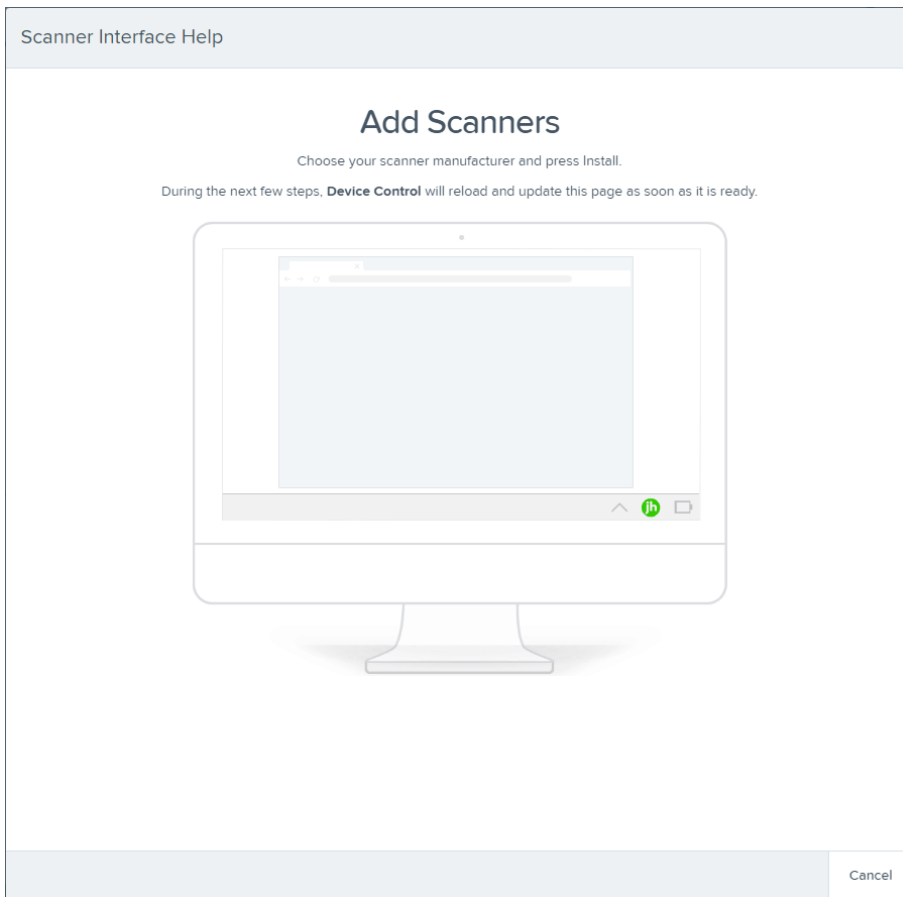 Scanner Interface Help
Add Scanners
Choose your scanner manufacturer and press Install.
During the next few steps, Device Control will reload and update this page as soon as it is ready.
jh
Cancel